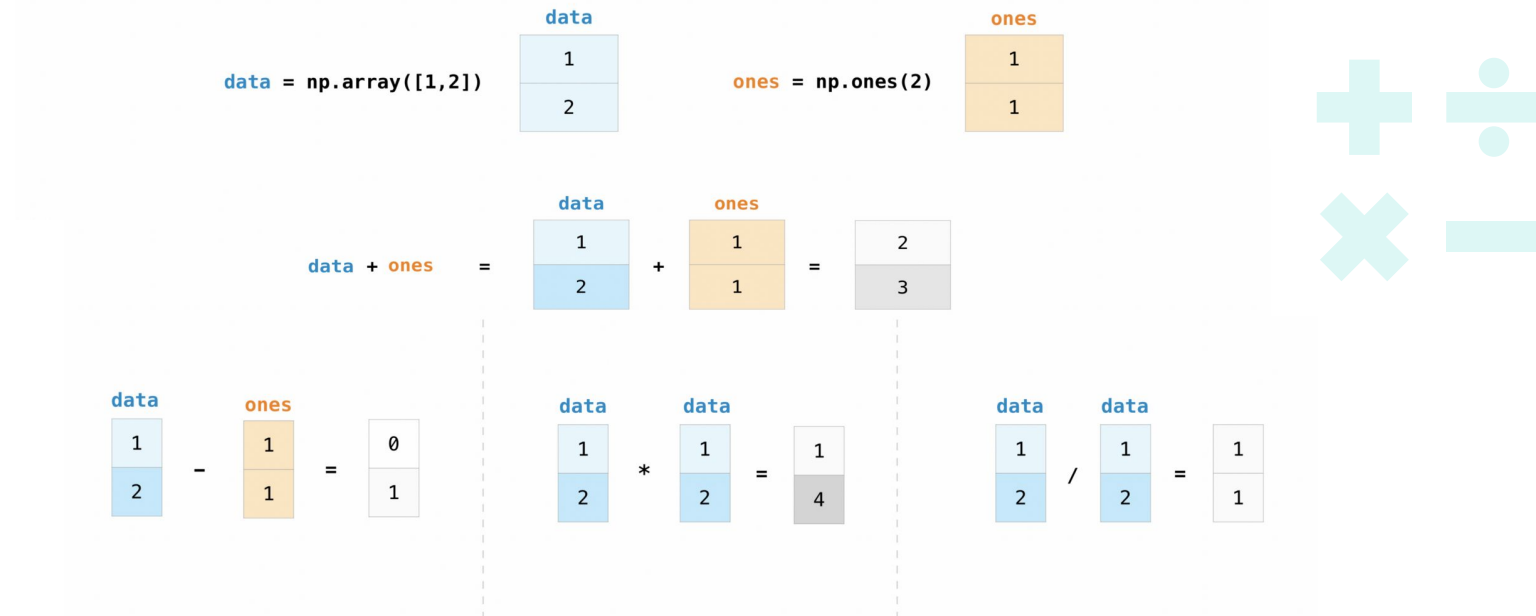 data ones
data = np.array([1,2]) 1 ones = np.ones(2) 1
2 1
data ones
data + ones = 1 + 1 = 2
2 1 3
data ones
1 - 1 = 0
2 1 1
data data
1 * 1 = 1
2 2 4
data data
1 / 1 = 1
2 2 1